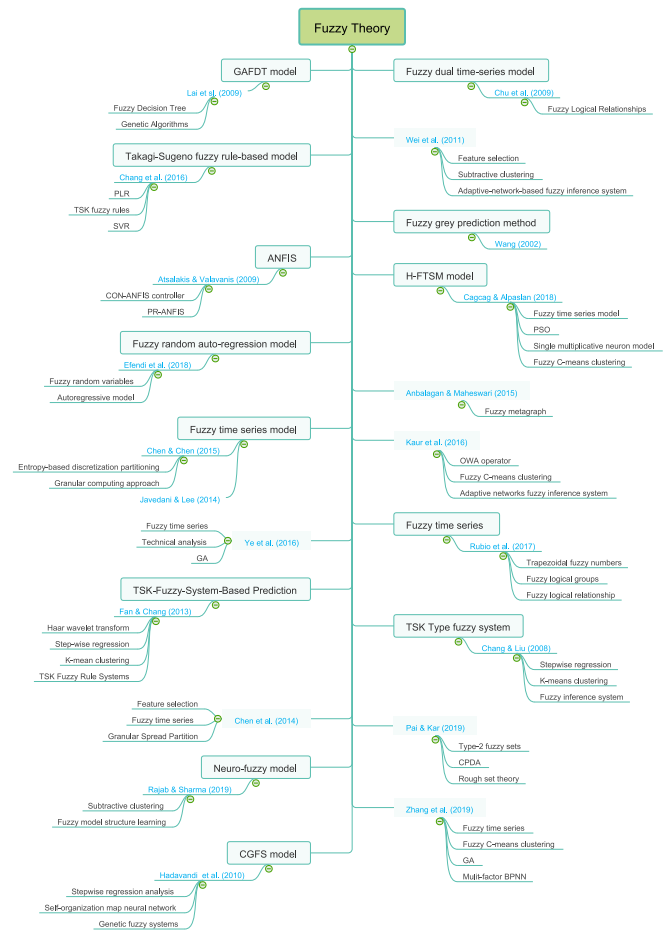 Fuzzy Theory
GAFDT model
Lai et sl. (2009)
Fuzzy Decision Tree
Genetic Algorithms
Takagi-Sugeno fuzzy rule-based model
Chang et al. (2016)
PLR
TSK fuzzy rules
SVR
ANFIS
Atsalakis & Valavanis (2009)
CON-ANFIS controller
PR-ANFIS
Fuzzy random auto-regression model
Efendi et al. (2018)
Fuzzy random variables
Autoregressive model
Fuzzy time series model
Chen & Chen (2015)
Entropy-based discretization partitioning
Granular computing approach
Javedani & Lee (2014)
Fuzzy time series
Technical analysis
GA
Ye et al. (2016)
TSK-Fuzzy-System-Based Prediction
Fan & Chang (2013)
Haar wavelet transform
Step-wise regression
K-mean clustering
TSK Fuzzy Rule Systems
Feature selection
Fuzzy time series
Granular Spread Partition
Chen et al. (2014)
Neuro-fuzzy model
Rajab & Sharma (2019)
Subtractive clustering
Fuzzy model structure learning
CGFS model
Hadavandi et al. (2010)
Stepwise regression analysis
Self-organization map neural network
Genetic fuzzy systems
Fuzzy dual time-series model
Chu et al. (2009)
Fuzzy Logical Relationships
Wei et al. (2011)
Feature selection
Subtractive clustering
Adaptive-network-based fuzzy inference system
Fuzzy grey prediction method
Wang (2002)
H-FTSM model
Cagcag & Alpaslan (2018)
Fuzzy time series model
PSO
Single multiplicative neuron model
Fuzzy C-means clustering
Anbalagan & Maheswari (2015)
Fuzzy metagraph
Kaur et al. (2016)
OWA operator
Fuzzy C-means clustering
Adaptive networks fuzzy inference system
Fuzzy time series
Rubio et al. (2017)
Trapezoidal fuzzy numbers
Fuzzy logical groups
Fuzzy logical relationship
TSK Type fuzzy system
Chang & Liu (2008)
Stepwise regression
K-means clustering
Fuzzy inference system
Pai & Kar (2019)
Type-2 fuzzy sets
CPDA
Rough set theory
Zhang et al. (2019)
Fuzzy time series
Fuzzy C-means clustering
GA
Mulit-factor BPNN